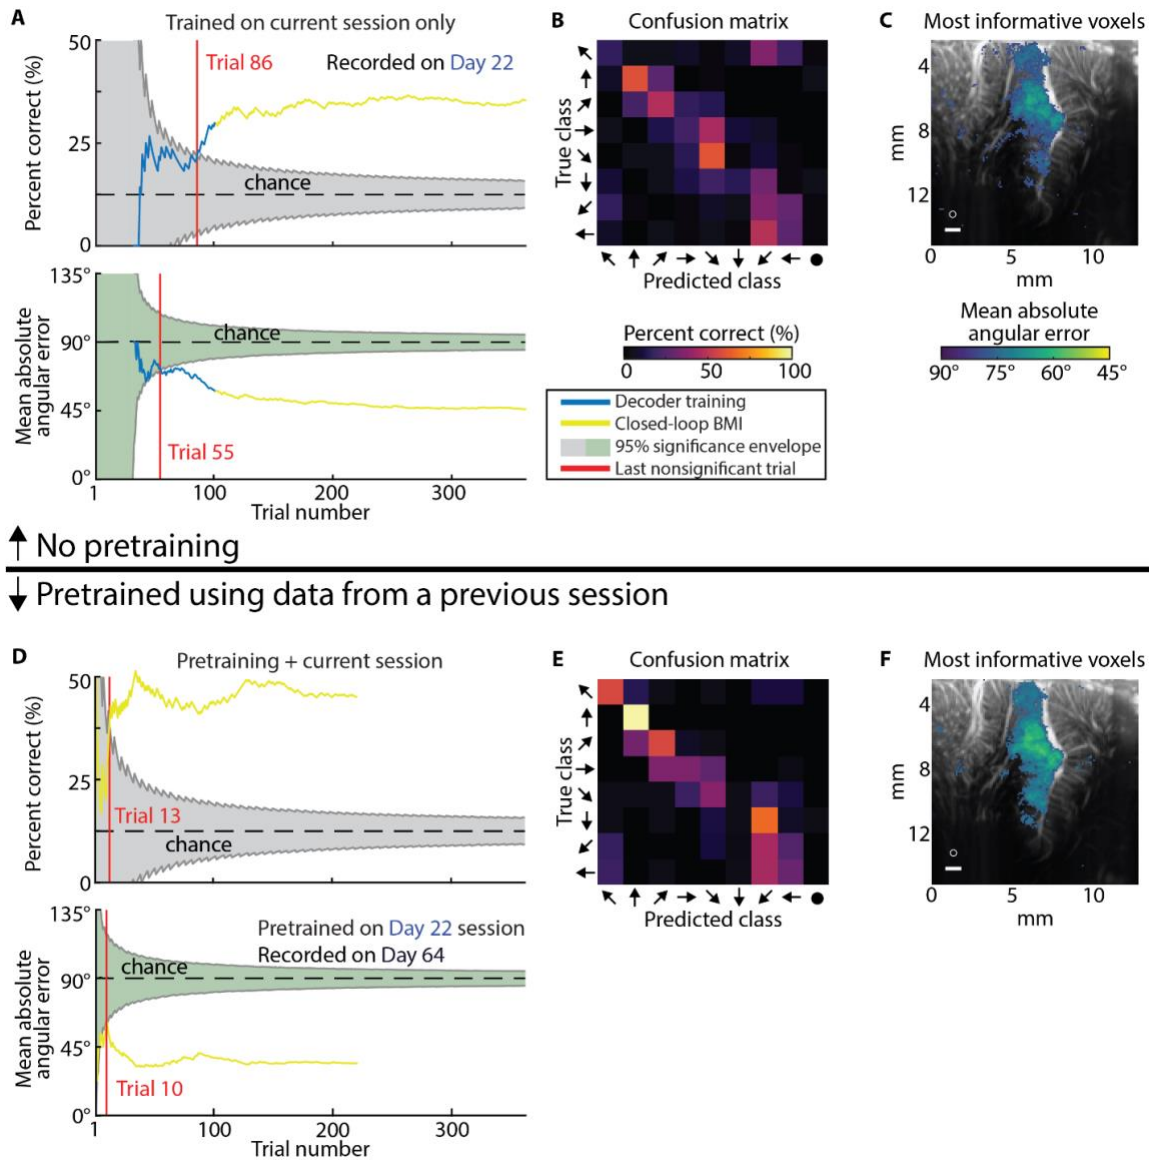 A
Trained on current session only
50
25
0
Percent correct (%)
Trial 86
Recorded on Day 22
chance
135°
90°
45°
0°
Mean absolute
angular error
chance
Trial 55
1
100
200
300
Trial number
B
Confusion matrix
True class
Predicted class
Percent correct (%)
0
50
100
Decoder training
Closed-loop BMI
95% significance envelope
Last nonsignificant trial
C
Most informative voxels
4
8
12
mm
0
5
10
mm
Mean absolute
angular error
90°
75°
60°
45°
↑ No pretraining
↓ Pretrained using data from a previous session
D
Pretraining + current session
50
25
0
Percent correct (%)
Trial 13
chance
135°
90°
45°
0°
Mean absolute
angular error
Pretrained on Day 22 session
Recorded on Day 64
chance
Trial 10
1
100
200
300
Trial number
E
Confusion matrix
True class
Predicted class
F
Most informative voxels
4
8
12
mm
0
5
10
mm